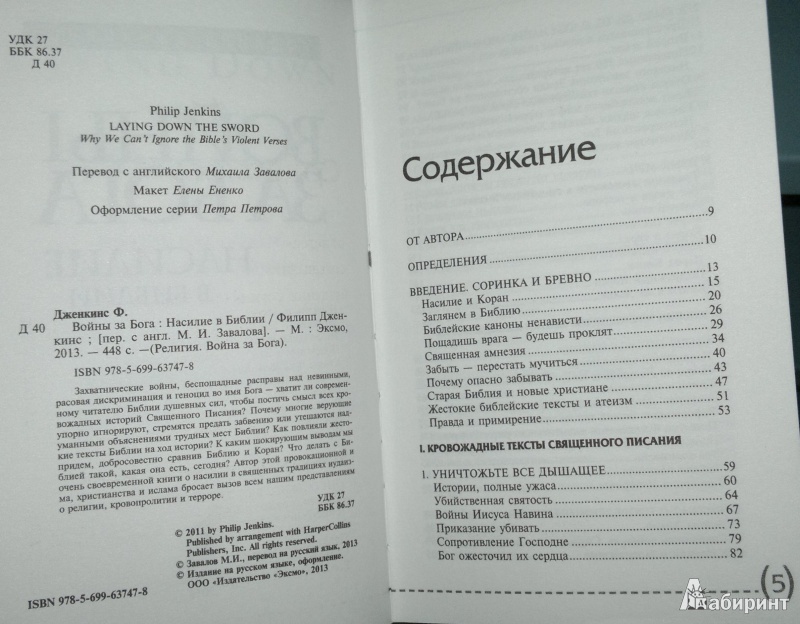 УДК 27
ББК 86.37
Д 40
Philip Jenkins
LAYING DOWN THE SWORD
Why We Can't Ignore the Bible's Violent Verses
Перевод с английского Михаила Завалова
Макет Елены Ененко
Оформление серии Петра Петрова
Дженкинс Ф.
Д 40
Войны за Бога : Насилие в Библии / Филипп Джен-
кинс ; [пер. с англ. М. И. Завалова]. — М. : Эксмо,
2013. — 448 с. —(Религия. Война за Бога).
ISBN 978-5-699-63747-8
Захватнические войны, беспощадные расправы над невинными,
расовая дискриминация и геноцид во имя Бога — хватит ли современ-
ному читателю Библии душевных сил, чтобы постичь смысл всех кро-
вожадных историй Священного Писания? Почему многие верующие
упорно игнорируют, стремятся предать забвению или утешаются над-
уманными объяснениями трудных мест Библии? Как повлияли жесто-
кие тексты Библии на ход истории? К каким шокирующим выводам мы
придем, добросовестно сравнив Библию и Коран? Что делать с Би-
блией такой, какая она есть, сегодня? Автор этой провокационной и
очень своевременной книги о насилии в священных традициях иудаиз-
ма, христианства и ислама бросает вызов всем нашим представлениям
о религии, кровопролитии и терроре.
УДК 27
ББК 86.37
© 2011 by Philip Jenkins.
Published by arrangement with HarperCollins
Publishers, Inc. All rights reserved.
© Завалов М.И., перевод на русский язык, 2013
© Издание на русском языке, оформление.
ООО «Издательство «Эксмо», 2013
ISBN 978-5-699-63747-8
Содержание
ОТ АВТОРА 9
ОПРЕДЕЛЕНИЯ 10
ВВЕДЕНИЕ. СОРИНКА И БРЕВНО 13
Насилие и Коран 15
Заглянем в Библию 20
Библейские каноны ненависти 26
Пощадишь врага — будешь проклят 29
Священная амнезия 34
Забыть — перестать мучиться 40
Почему опасно забывать 43
Старая Библия и новые христиане 47
Жестокие библейские тексты и атеизм 51
Правда и примирение 53
I. КРОВОЖАДНЫЕ ТЕКСТЫ СВЯЩЕННОГО ПИСАНИЯ
1. УНИЧТОЖЬТЕ ВСЕ ДЫШАЩЕЕ 59
Истории, полные ужаса 60
Убийственная святость 64
Войны Иисуса Навина 67
Приказание убивать 73
Сопротивление Господне 79
Бог ожесточил их сердца 82
(5)
Лабиринт